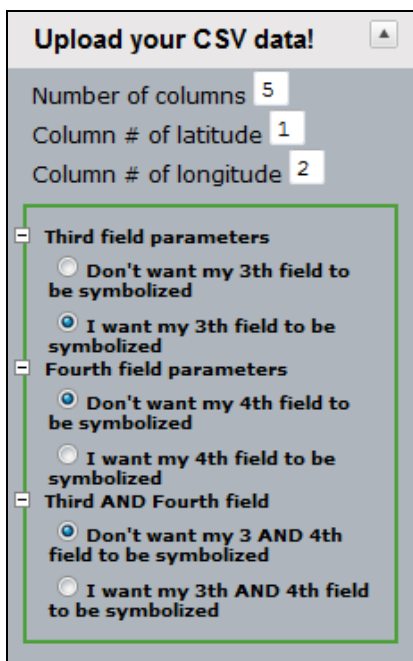 Upload your CSV data!
Number of columns 5
Column # of latitude 1
Column # of longitude 2
Third field parameters
Don't want my 3th field to
be symbolized
I want my 3th field to be
symbolized
Fourth field parameters
Don't want my 4th field to
be symbolized
I want my 4th field to be
symbolized
Third AND Fourth field
Don't want my 3 AND 4th
field to be symbolized
I want my 3th AND 4th field
to be symbolized